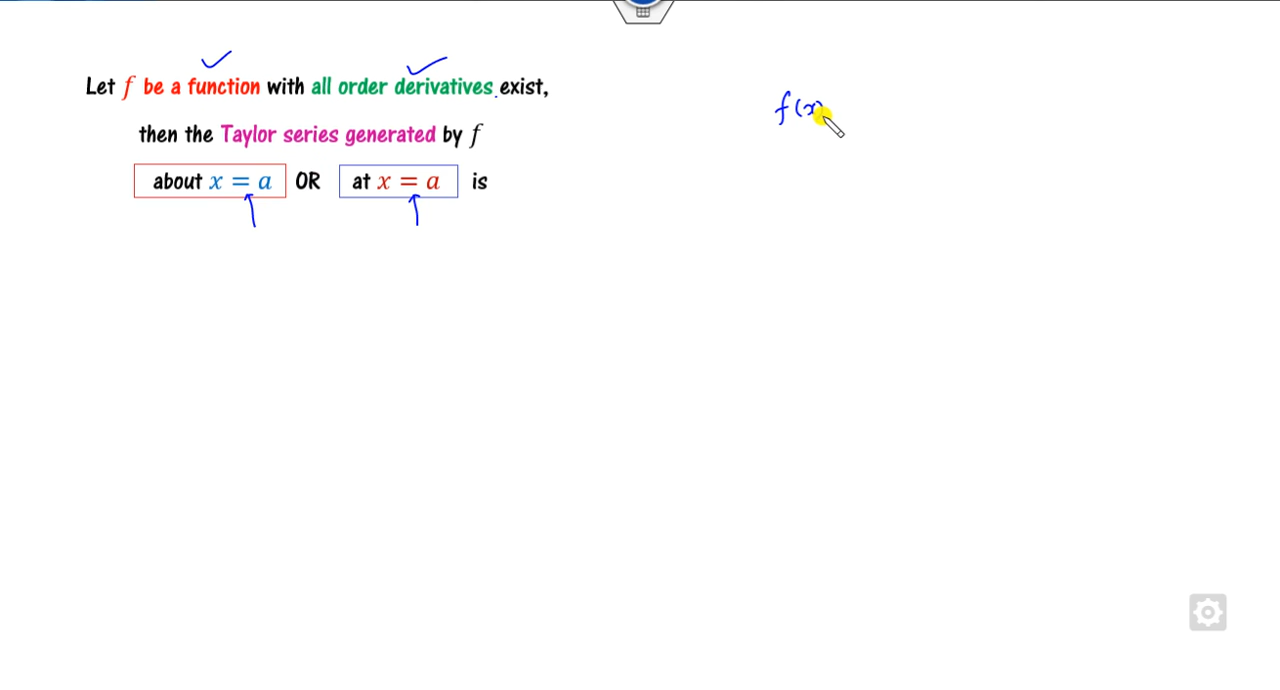 Let f be a function with all order derivatives exist,
then the Taylor series generated by f
about x = a OR at x = a is
f(x)